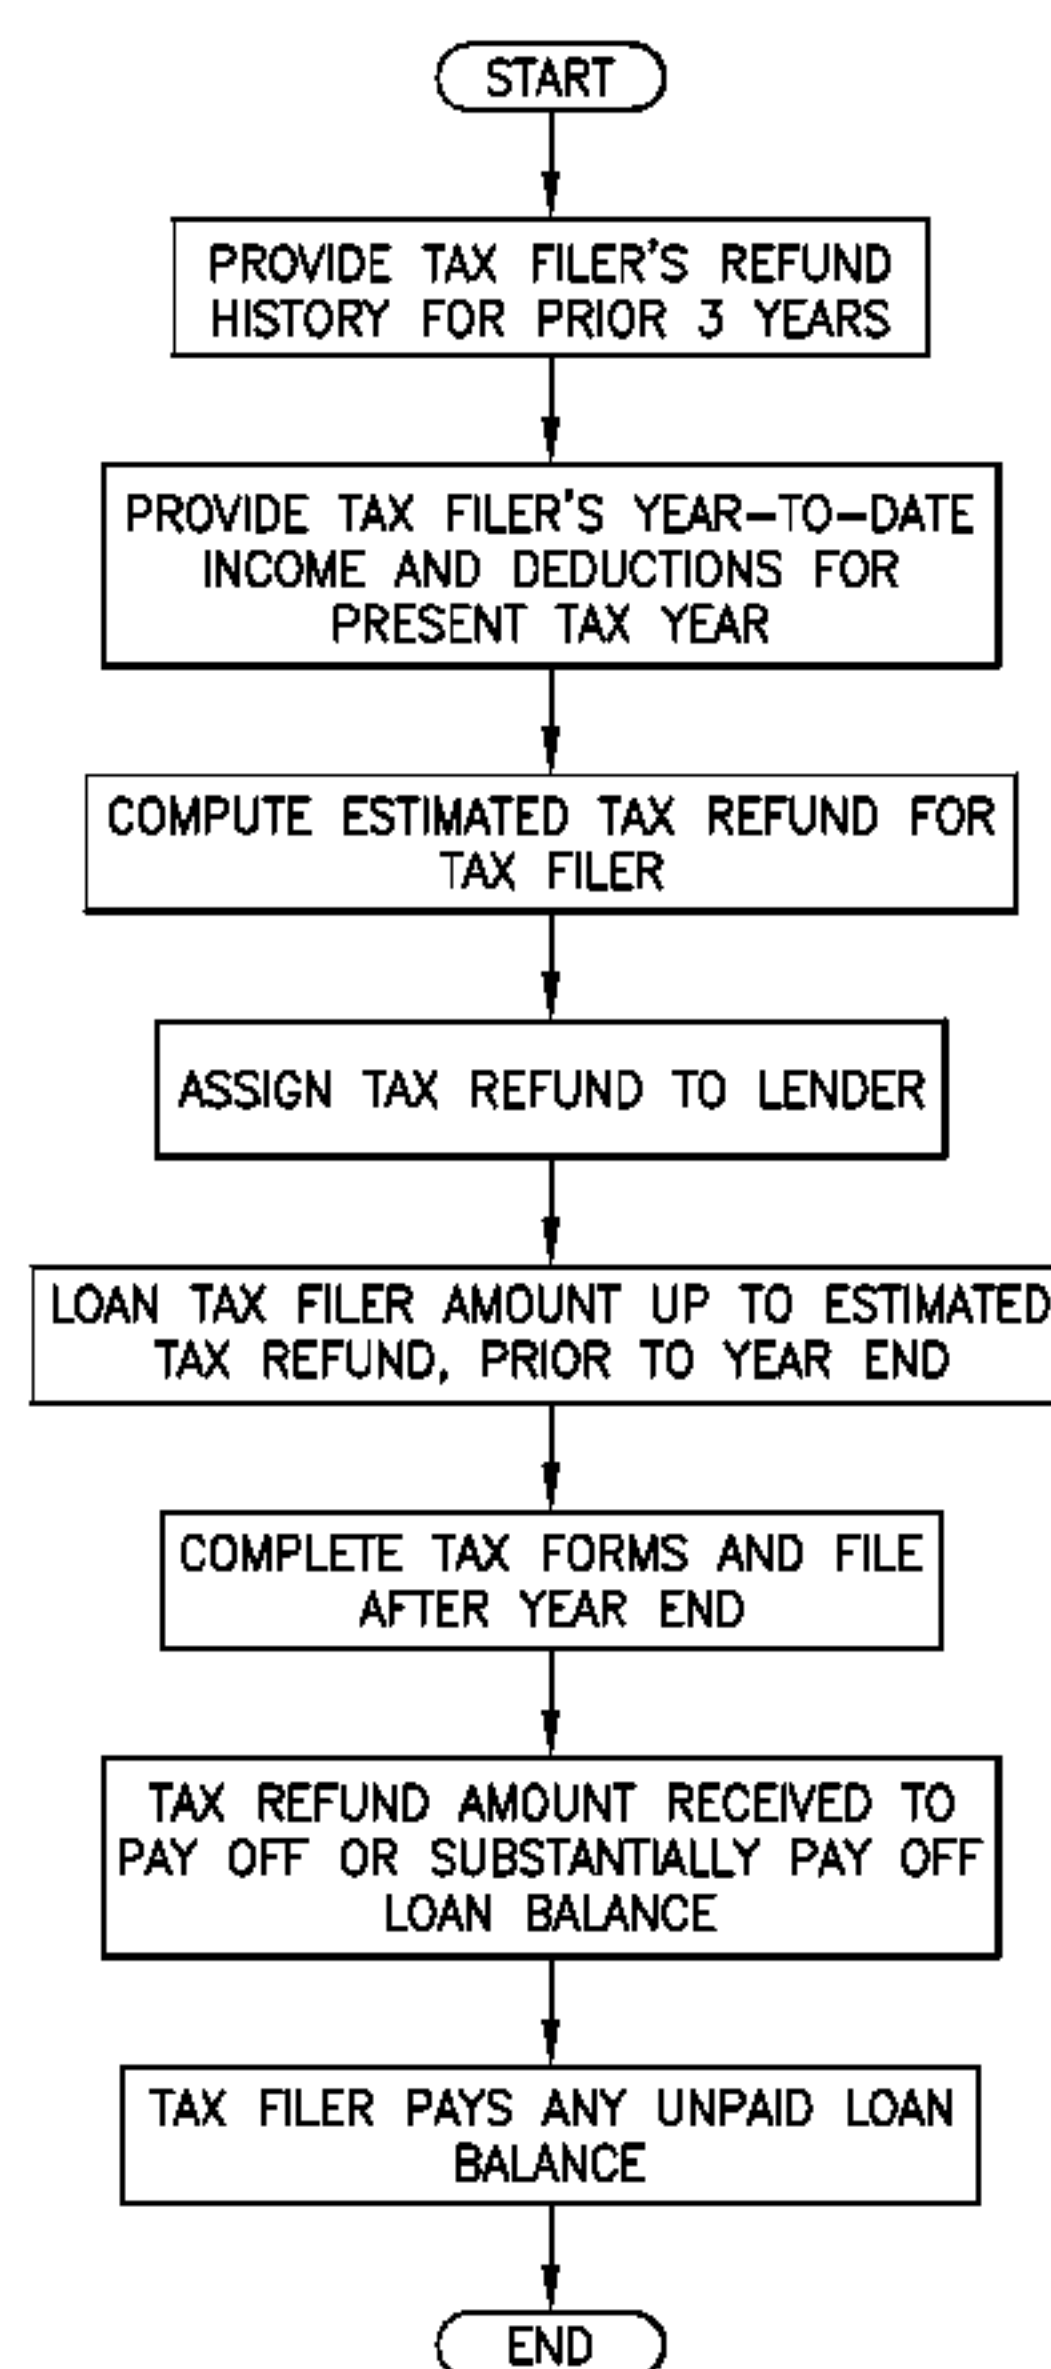 START
PROVIDE TAX FILER'S REFUND
HISTORY FOR PRIOR 3 YEARS
PROVIDE TAX FILER'S YEAR-TO-DATE
INCOME AND DEDUCTIONS FOR
PRESENT TAX YEAR
COMPUTE ESTIMATED TAX REFUND FOR
TAX FILER
ASSIGN TAX REFUND TO LENDER
LOAN TAX FILER AMOUNT UP TO ESTIMATED
TAX REFUND, PRIOR TO YEAR END
COMPLETE TAX FORMS AND FILE
AFTER YEAR END
TAX REFUND AMOUNT RECEIVED TO
PAY OFF OR SUBSTANTIALLY PAY OFF
LOAN BALANCE
TAX FILER PAYS ANY UNPAID LOAN
BALANCE
END